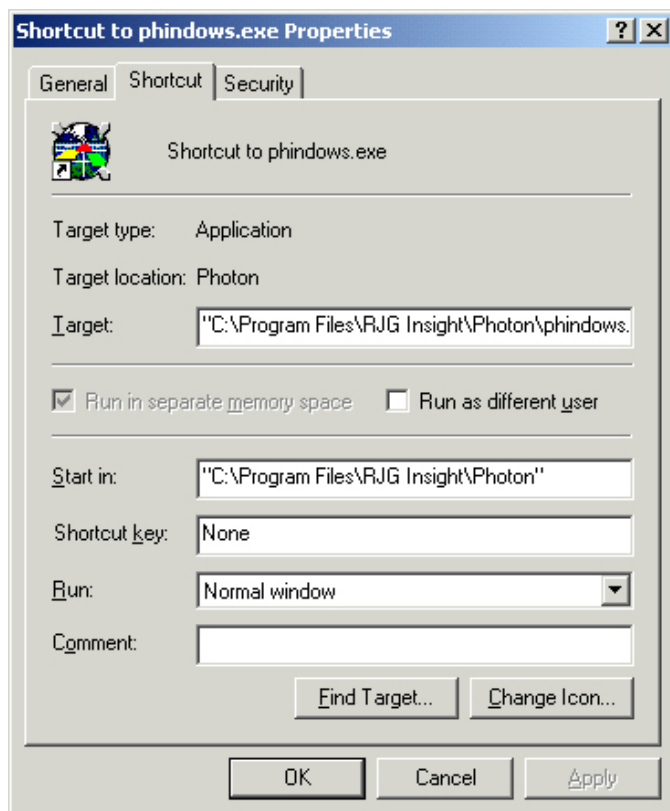 Shortcut to phindows.exe Properties
General Shortcut Security
Shortcut to phindows.exe
Target type: Application
Target location: Photon
Target: "C:\Program Files\RJG Insight\Photon\phindows.
Run in separate memory space Run as different user
Start in: "C:\Program Files\RJG Insight\Photon"
Shortcut key: None
Run: Normal window
Comment:
Find Target... Change Icon...
OK Cancel Apply